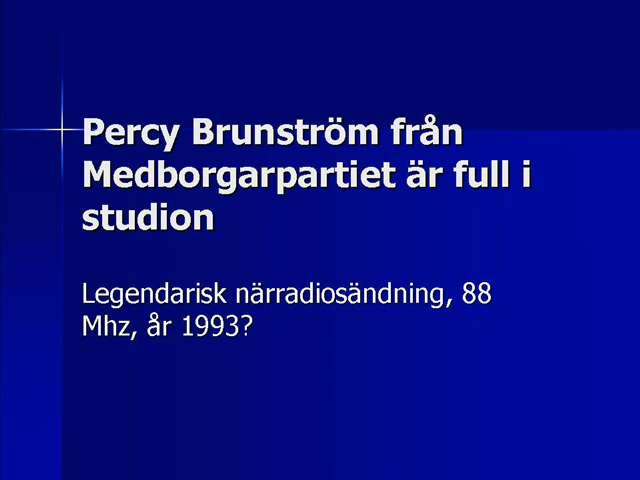 Percy Brunström från
Medborgarpartiet är full i
studion
Legendarisk närradiosändning, 88
Mhz, år 1993?